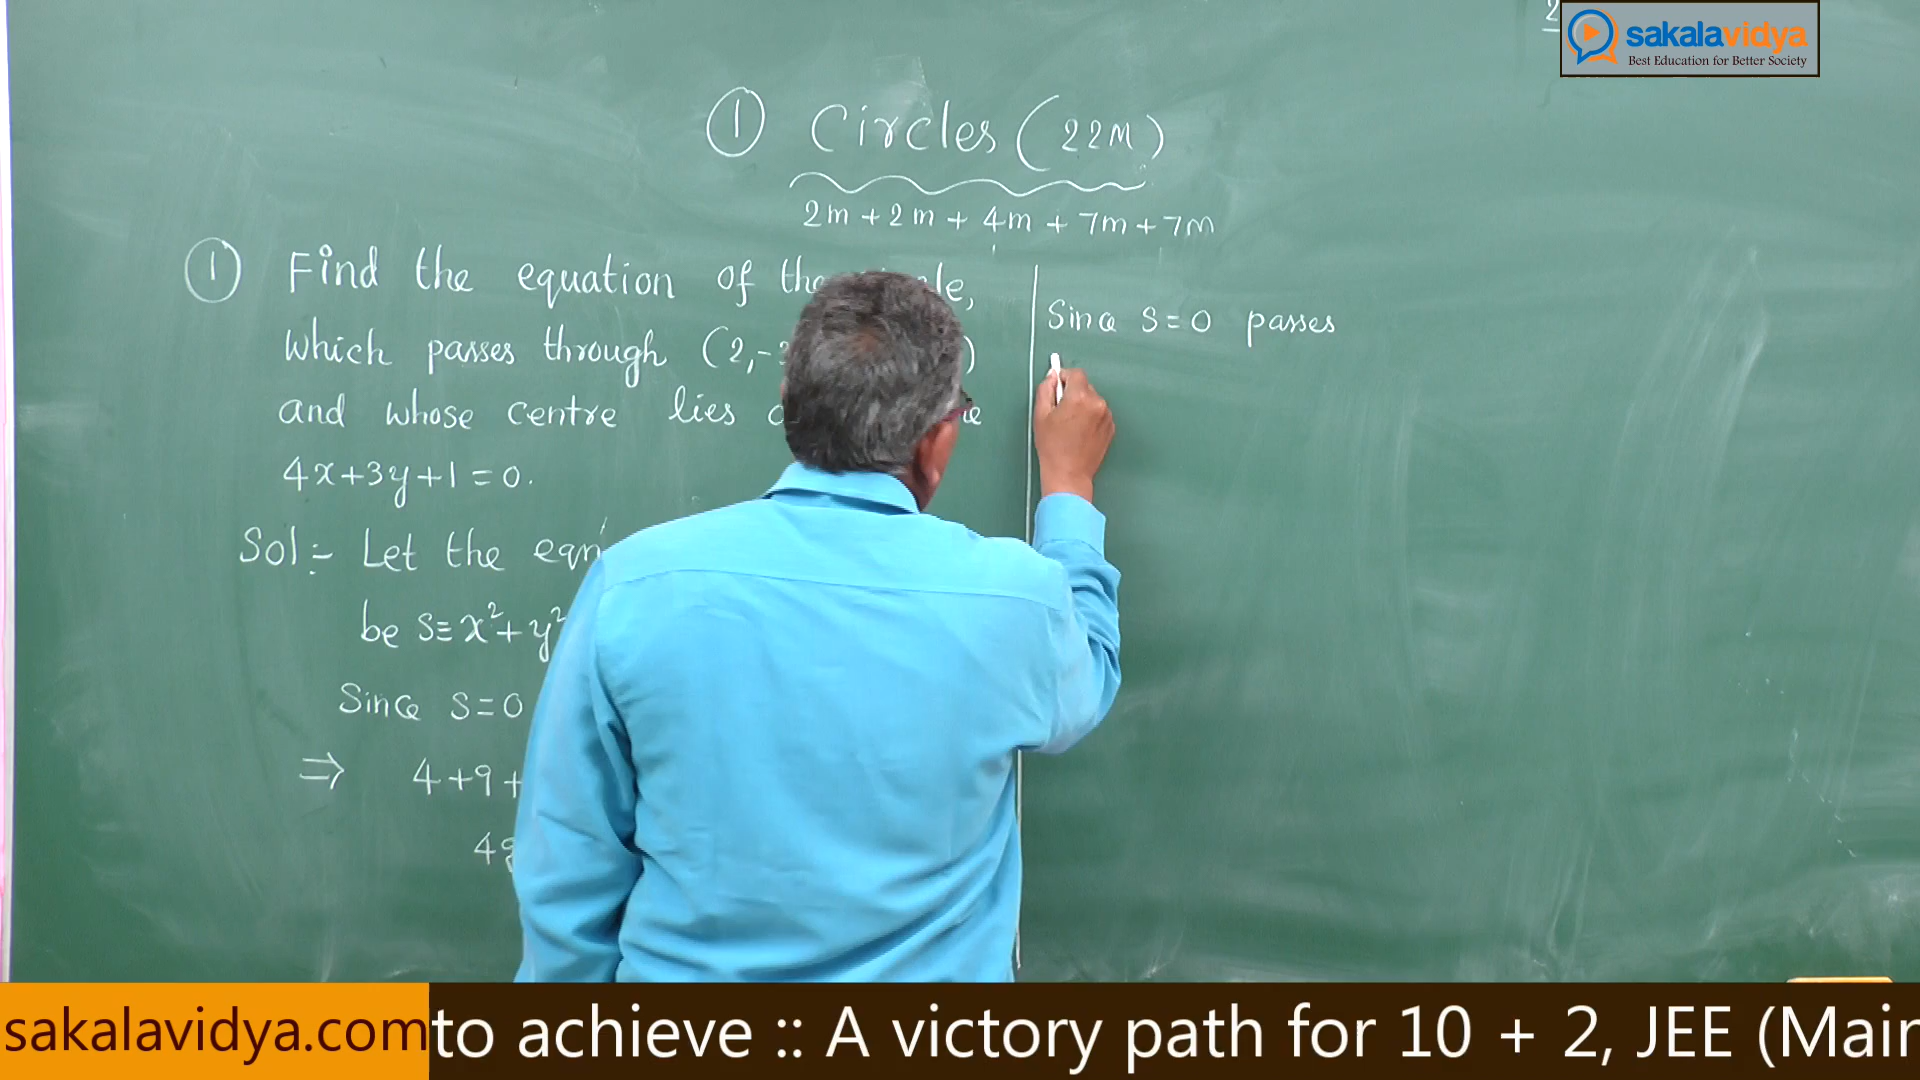 2
sakalavidya
Best Education for Better Society
1 Circles (22M)
2m + 2m + 4m + 7m + 7M
1 Find the equation of
which passes through (2,-
and whose centre lies
4x+3y+1=0.
Sol:- Let the eqn
be S≡x²+y²
Since S=0
⇒ 4+9+
4g
Since S=0 passes
sakalavidya.com to achieve :: A victory path for 10 + 2, JEE (Main